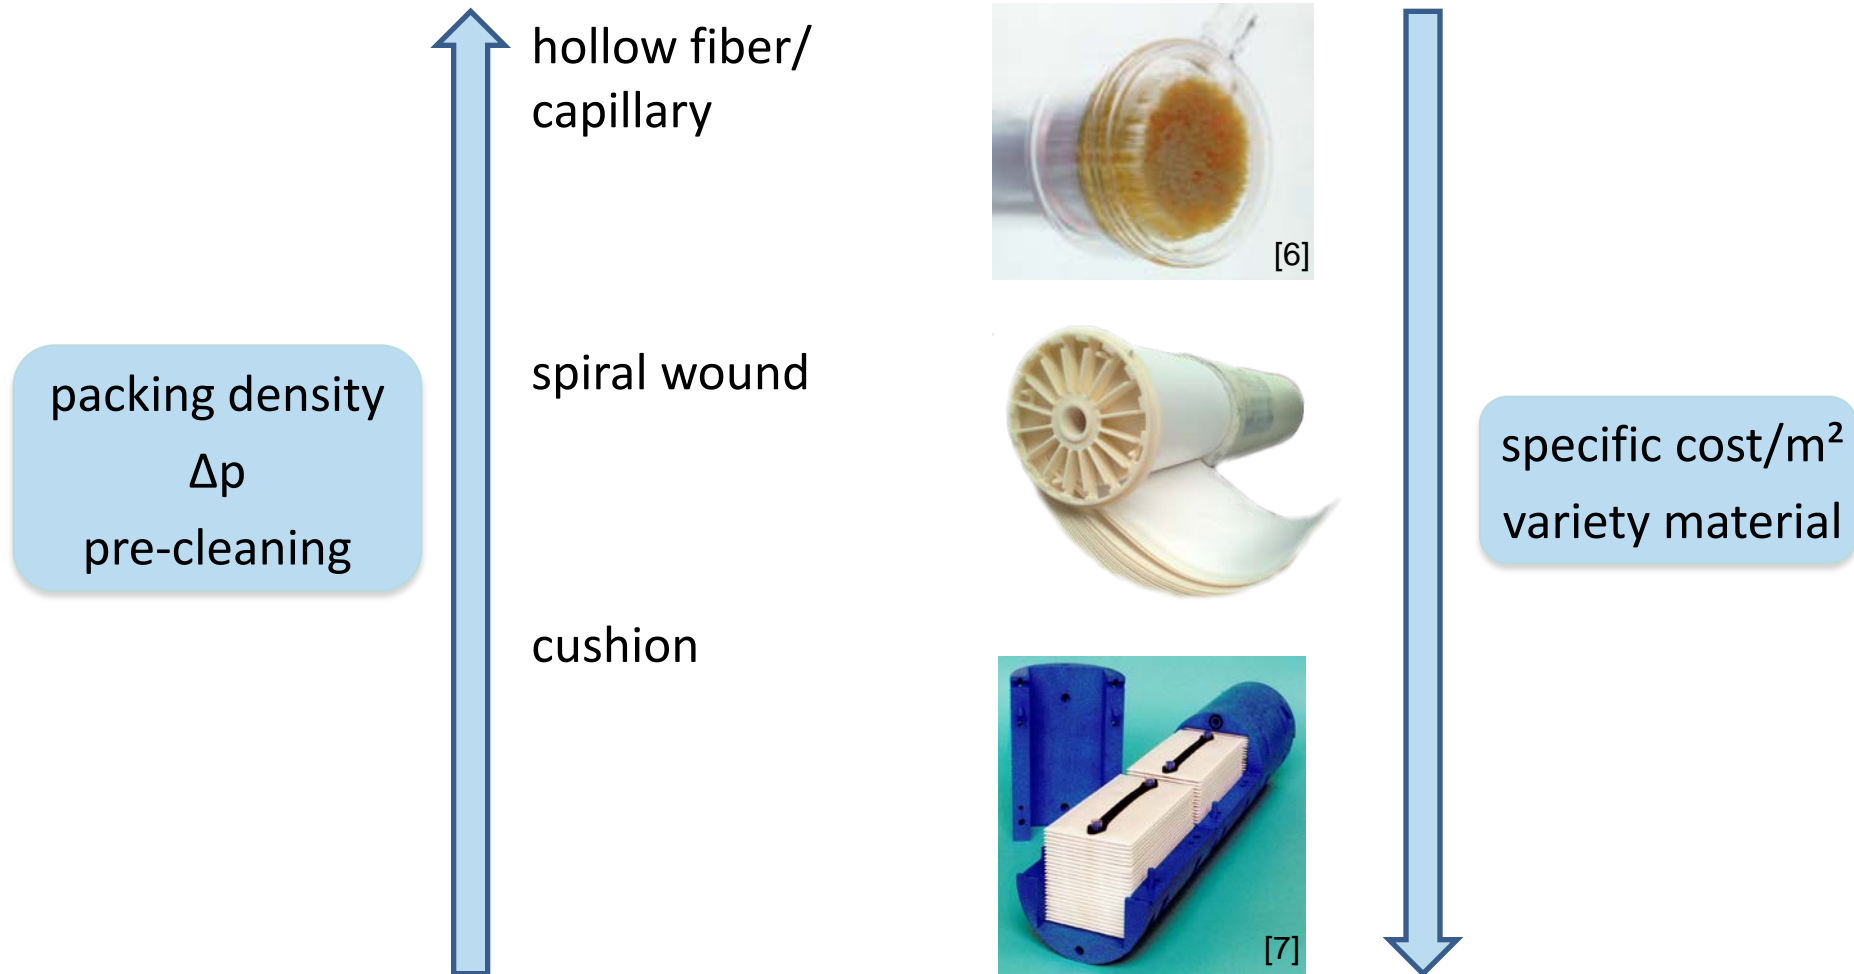 hollow fiber/
capillary
[6]
spiral wound
packing density
Δp
pre-cleaning
specific cost/m²
variety material
cushion
[7]